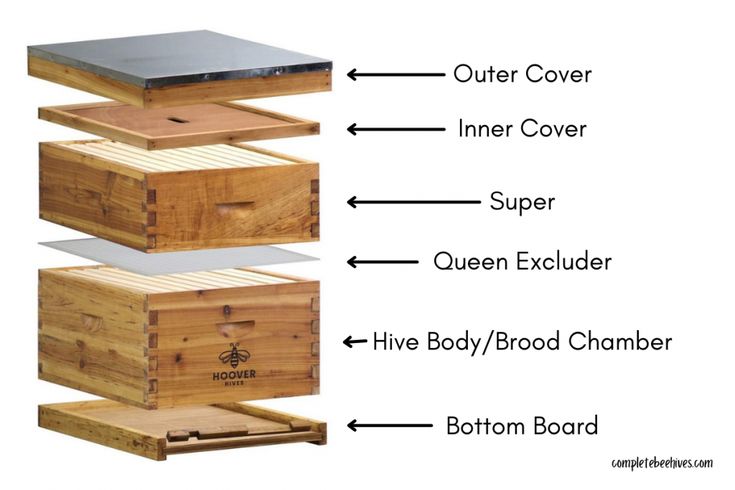 Outer Cover
Inner Cover
Super
Queen Excluder
Hive Body/Brood Chamber
HOOVER
HIVES
Bottom Board
completebeehives.com